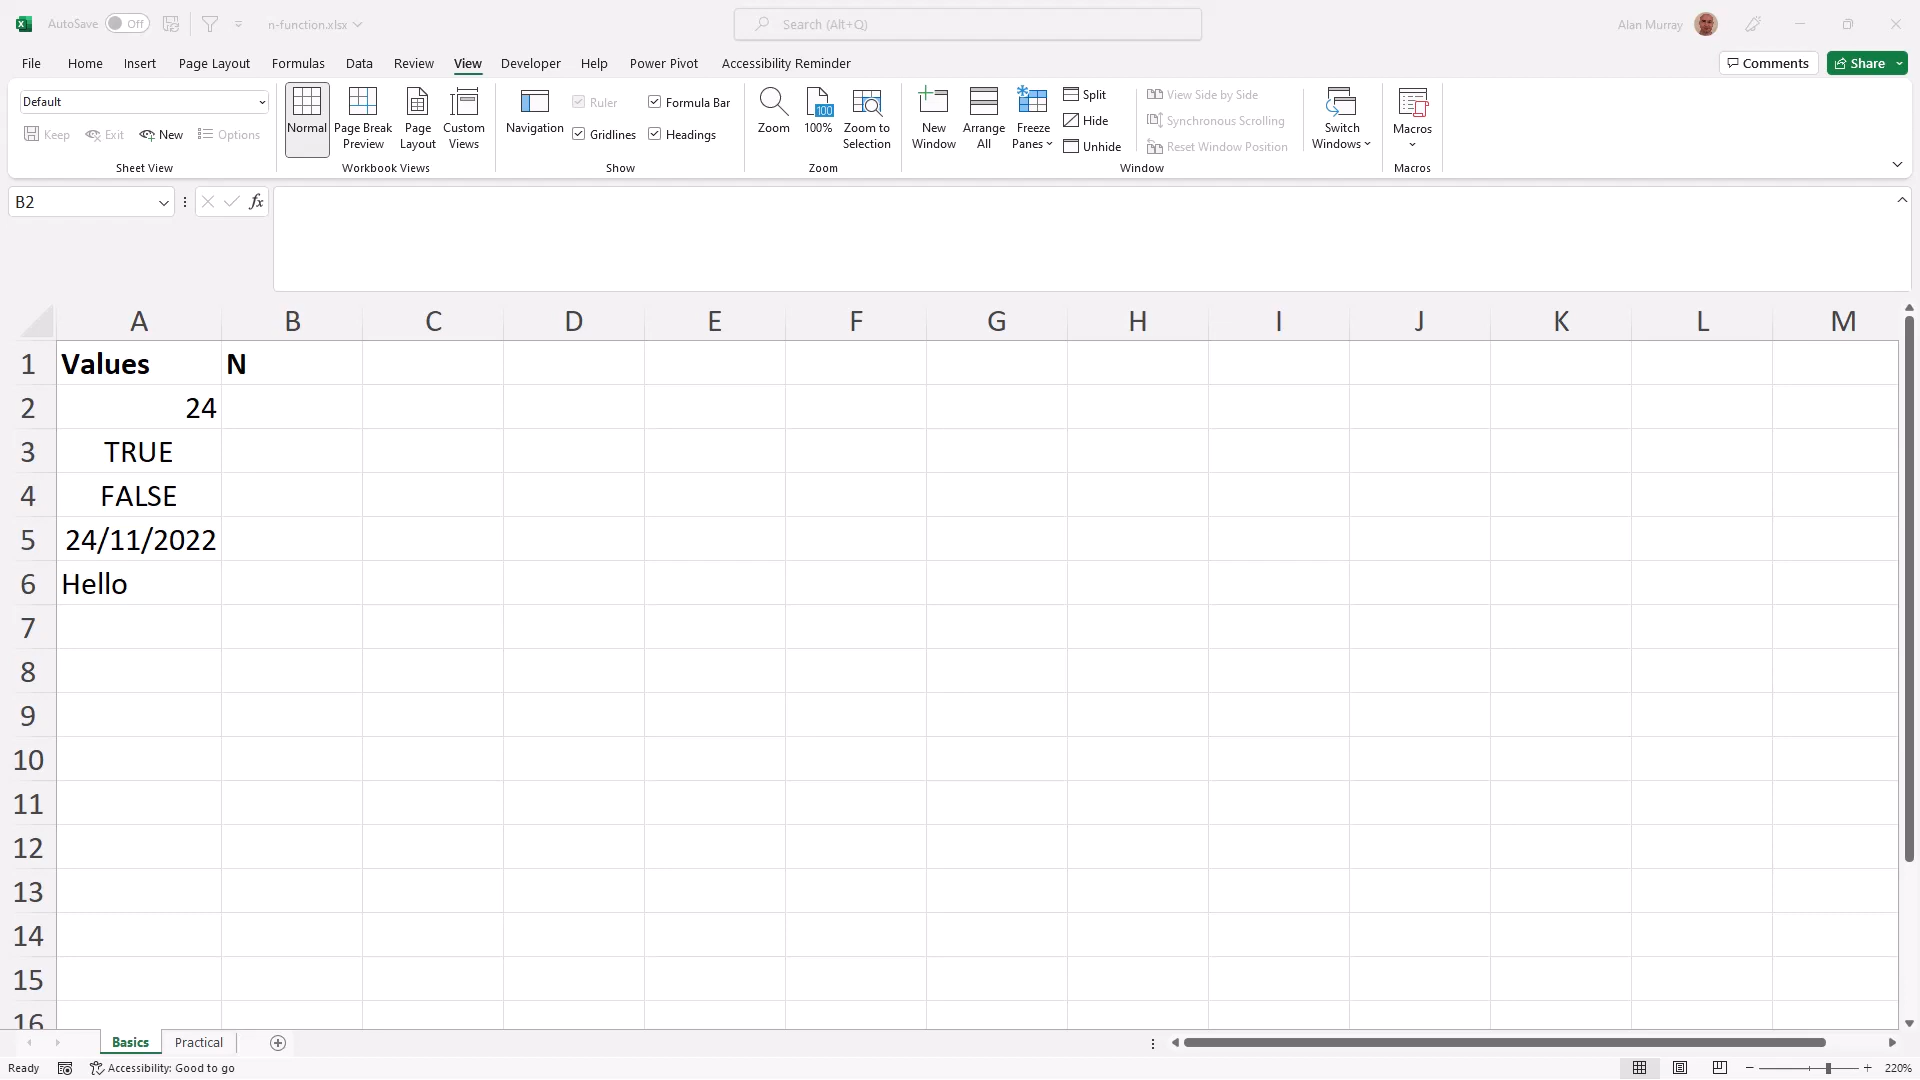 AutoSave Off n-function.xlsx Search (Alt+Q) Alan Murray
File Home Insert Page Layout Formulas Data Review View Developer Help Power Pivot Accessibility Reminder Comments Share
Default
Keep Exit New Options
Sheet View
Normal
Page Break Preview
Page Layout
Custom Views
Workbook Views
Navigation
Ruler
Gridlines
Formula Bar
Headings
Show
Zoom
100
100%
Zoom to Selection
Zoom
New Window
Arrange All
Freeze Panes
Split
Hide
Unhide
View Side by Side
Synchronous Scrolling
Reset Window Position
Switch Windows
Window
Macros
Macros
B2 fx
A B C D E F G H I J K L M
1 Values N
2 24
3 TRUE
4 FALSE
5 24/11/2022
6 Hello
7
8
9
10
11
12
13
14
15
16
Basics Practical
Ready Accessibility: Good to go 220%